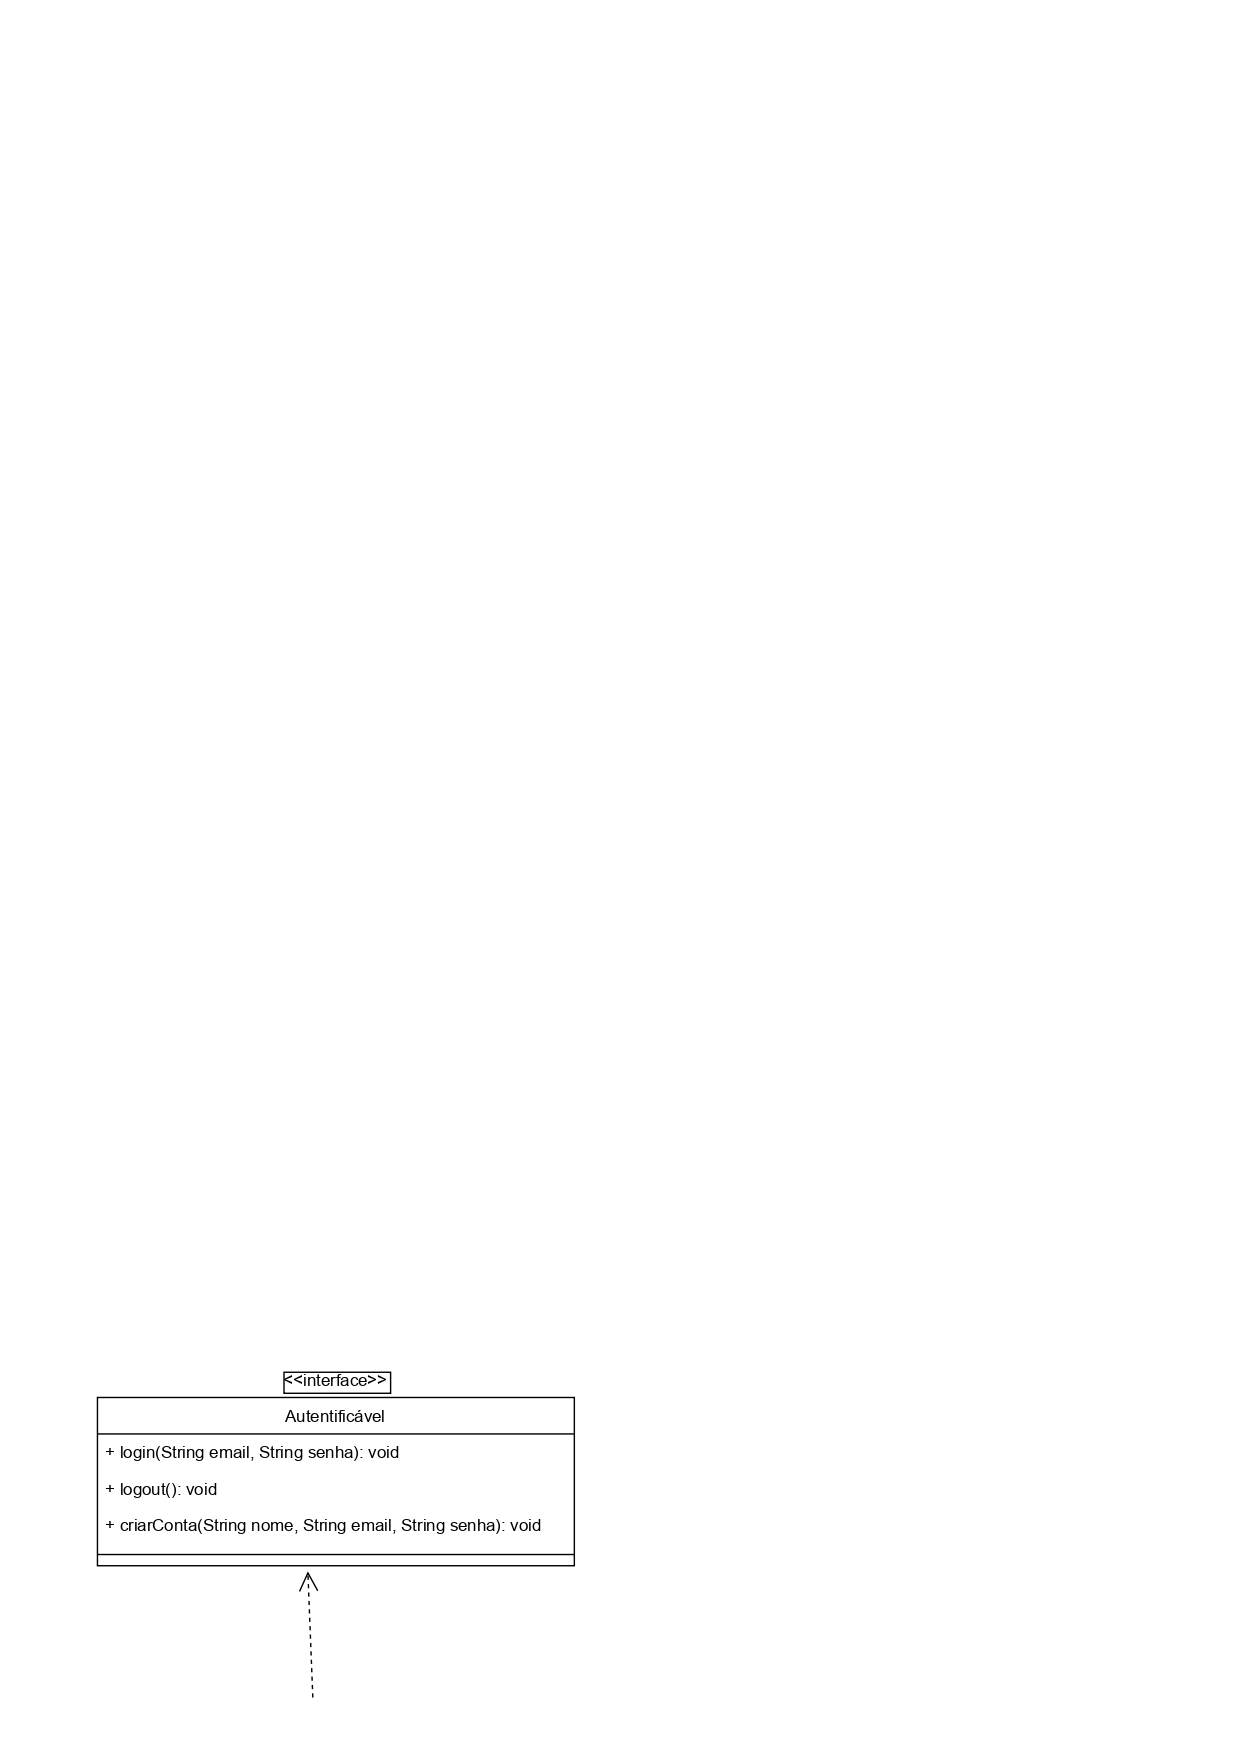 <<interface>>
Autentificável
+ login(String email, String senha): void
+ logout(): void
+ criarConta(String nome, String email, String senha): void